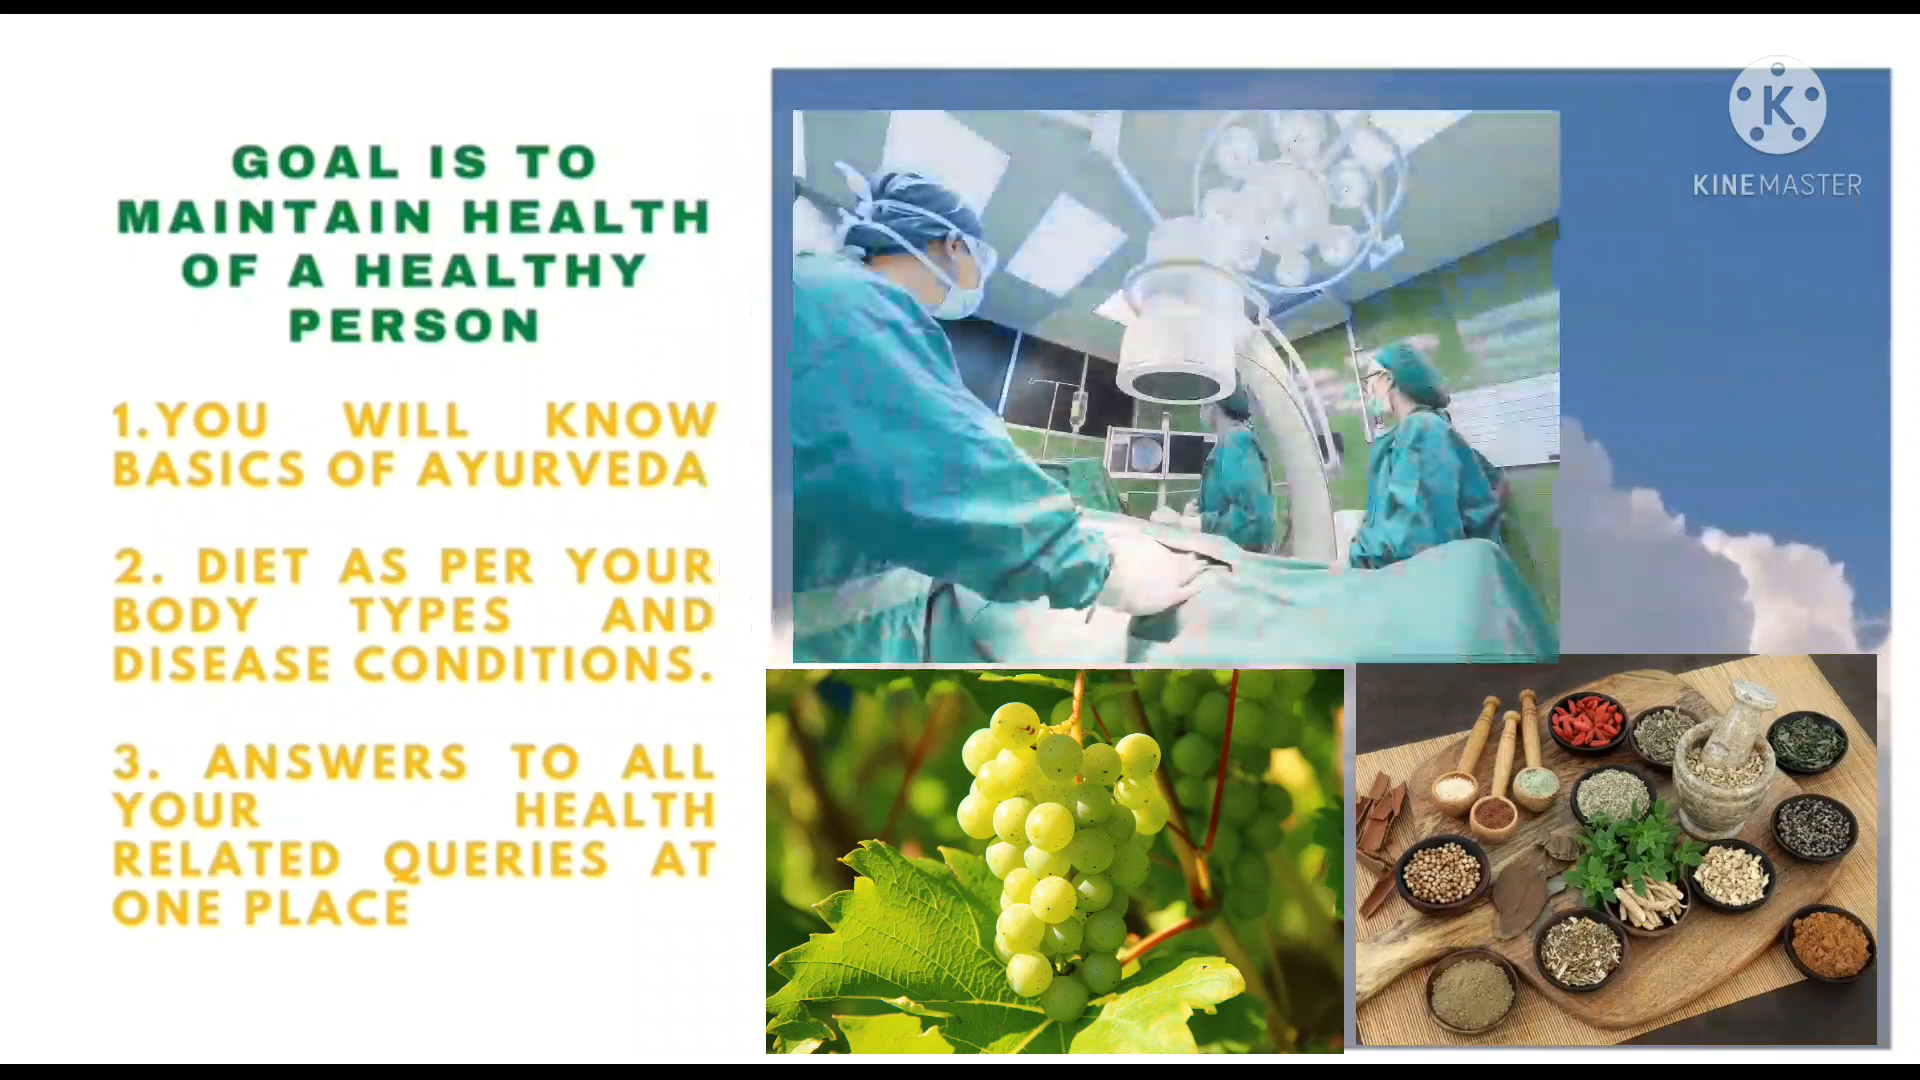 GOAL IS TO
MAINTAIN HEALTH
OF A HEALTHY
PERSON
1.YOU WILL KNOW
BASICS OF AYURVEDA
2. DIET AS PER YOUR
BODY TYPES AND
DISEASE CONDITIONS.
3. ANSWERS TO ALL
YOUR HEALTH
RELATED QUERIES AT
ONE PLACE
K
KINEMASTER